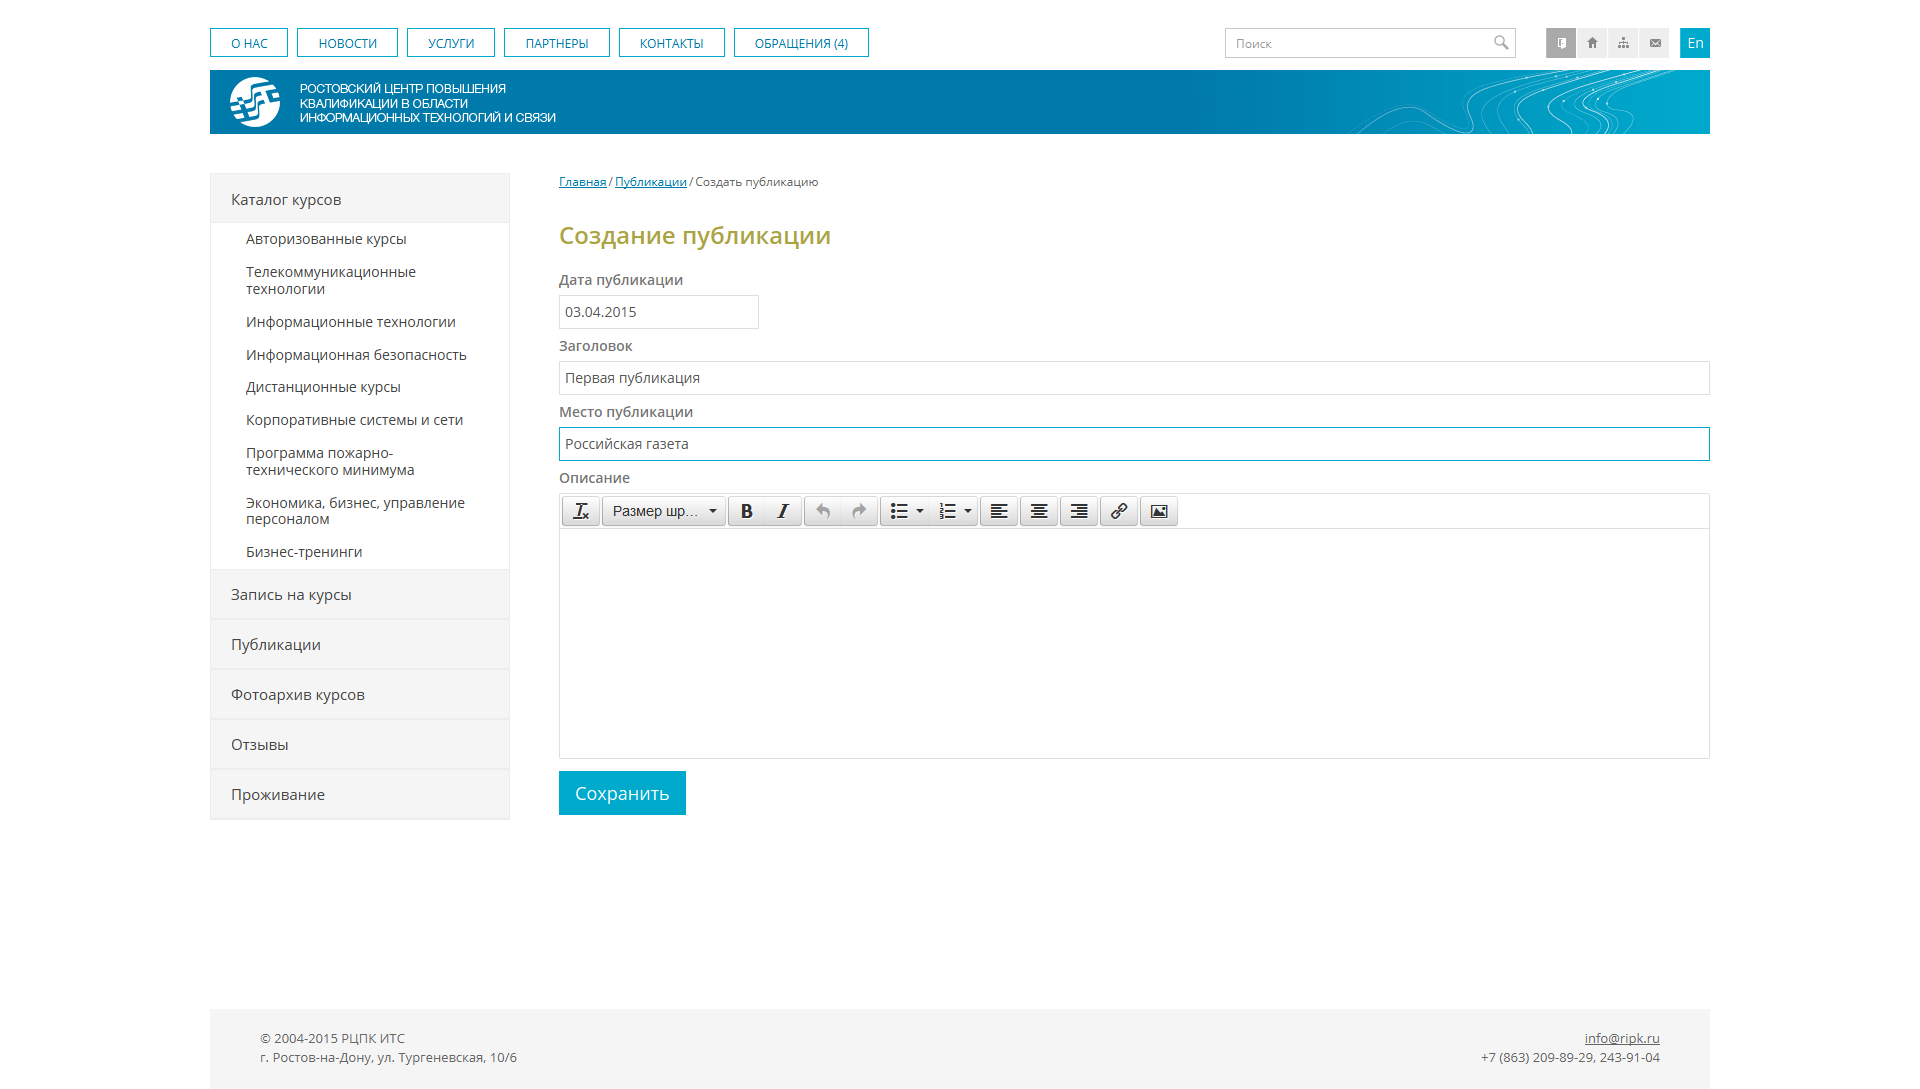 О НАС
НОВОСТИ
УСЛУГИ
ПАРТНЕРЫ
КОНТАКТЫ
ОБРАЩЕНИЯ (4)
Поиск
En
РОСТОВСКИЙ ЦЕНТР ПОВЫШЕНИЯ
КВАЛИФИКАЦИИ В ОБЛАСТИ
ИНФОРМАЦИОННЫХ ТЕХНОЛОГИЙ И СВЯЗИ
Каталог курсов
Авторизованные курсы
Телекоммуникационные
технологии
Информационные технологии
Информационная безопасность
Дистанционные курсы
Корпоративные системы и сети
Программа пожарно-
технического минимума
Экономика, бизнес, управление
персоналом
Бизнес-тренинги
Запись на курсы
Публикации
Фотоархив курсов
Отзывы
Проживание
Главная / Публикации / Создать публикацию
Создание публикации
Дата публикации
03.04.2015
Заголовок
Первая публикация
Место публикации
Российская газета
Описание
Размер шр...
Сохранить
© 2004-2015 РЦПК ИТС
г. Ростов-на-Дону, ул. Тургеневская, 10/6
info@ripk.ru
+7 (863) 209-89-29, 243-91-04